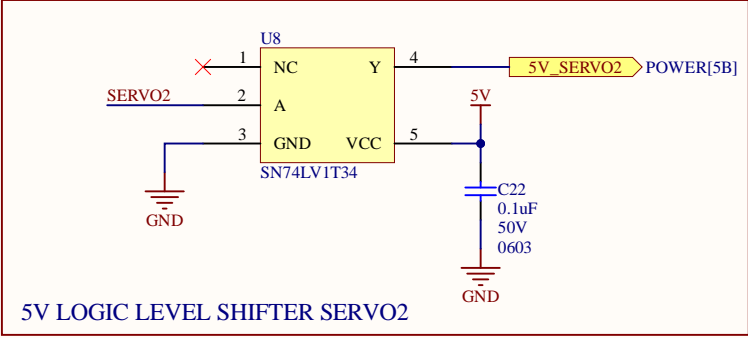 U8
1 NC Y 4 5V_SERVO2 POWER[5B]
SERVO2 2 A 5V
3 GND VCC 5
SN74LV1T34
GND
C22
0.1uF
50V
0603
GND
5V LOGIC LEVEL SHIFTER SERVO2